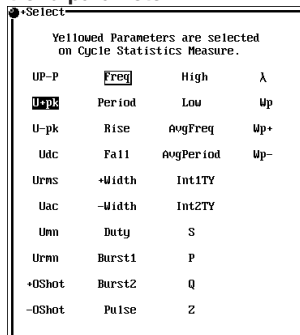 Select
Yellowed Parameters are selected
on Cycle Statistics Measure.
UP-P Freq High λ
U+pk Period Low Wp
U-pk Rise AvgFreq Wp+
Udc Fall AvgPeriod Wp-
Urms +Width Int1TY
Uac -Width Int2TY
Umn Duty S
Urmn Burst1 P
+OShot Burst2 Q
-OShot Pulse Z